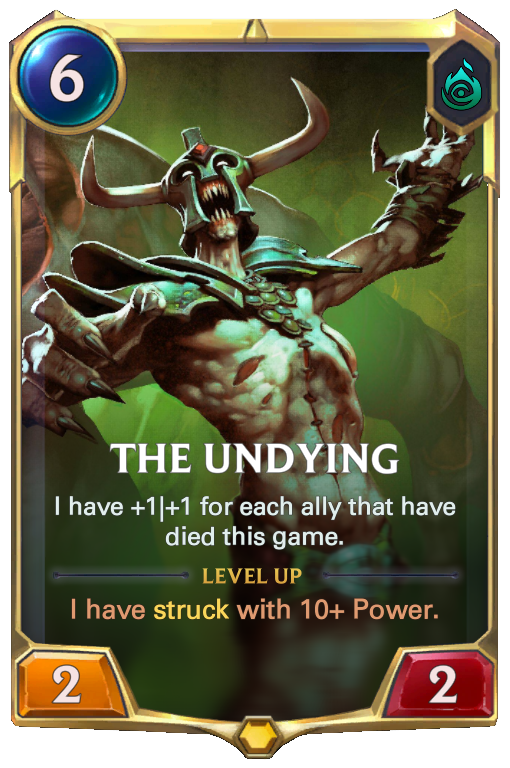 6
THE UNDYING
I have +1|+1 for each ally that have
died this game.
LEVEL UP
I have struck with 10+ Power.
2
2